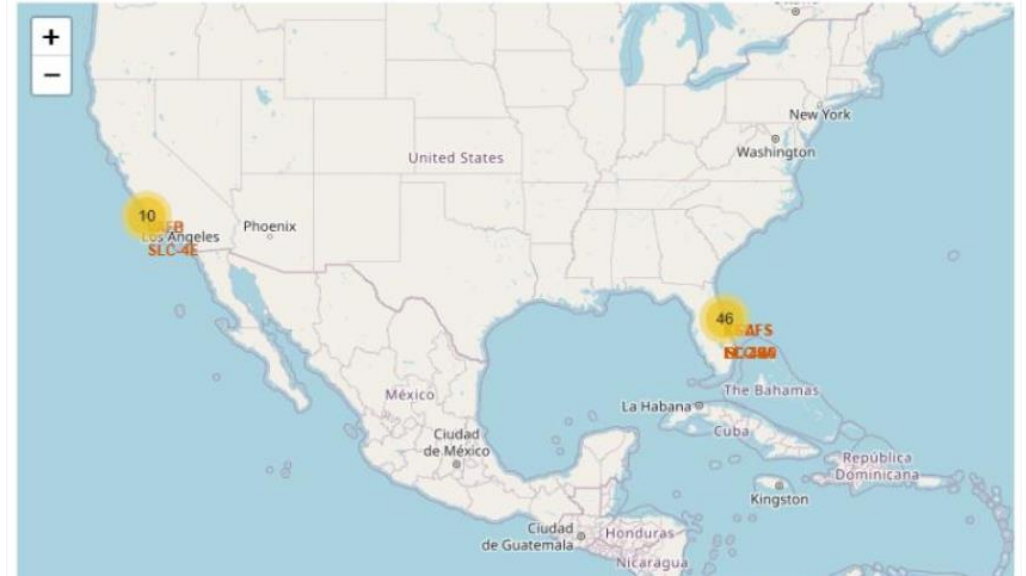 +
−
New York
Washington
United States
10
Los Angeles
SLC-4E
Phoenix
46
The Bahamas
México
La Habana
Cuba
Ciudad
de México
República
Dominicana
Kingston
Ciudad
de Guatemala
Honduras
Nicaragua